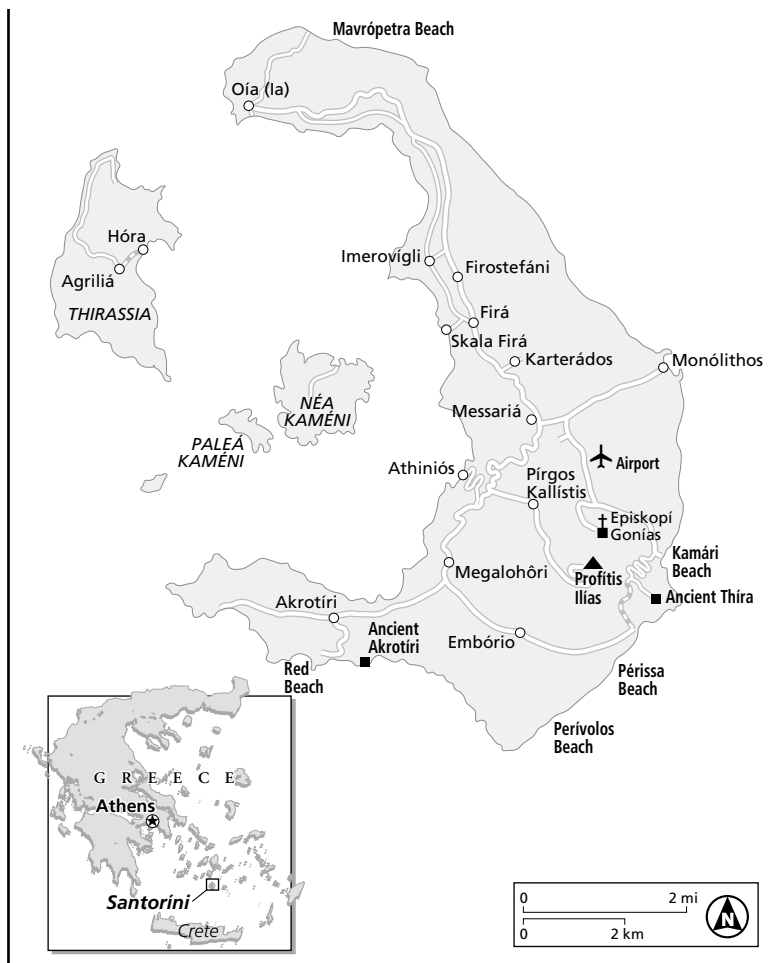 Mavrópetra Beach
Oía (Ia)
Hóra
Imerovígli
Firostefáni
Agriliá
THIRASSIA
Firá
Skala Firá
Karterádos
Monólithos
NÉA
KAMÉNI
Messariá
PALEÁ
KAMÉNI
Athiniós
Pírgos
Kallístis
Airport
Episkopí
Gonías
Kamári
Beach
Megalohôri
Profítis
Ilías
Ancient Thíra
Akrotíri
Ancient
Akrotíri
Embório
Red
Beach
Périssa
Beach
Perívolos
Beach
GREECE
Athens
Santoríni
Crete
0 2 mi
0 2 km
N